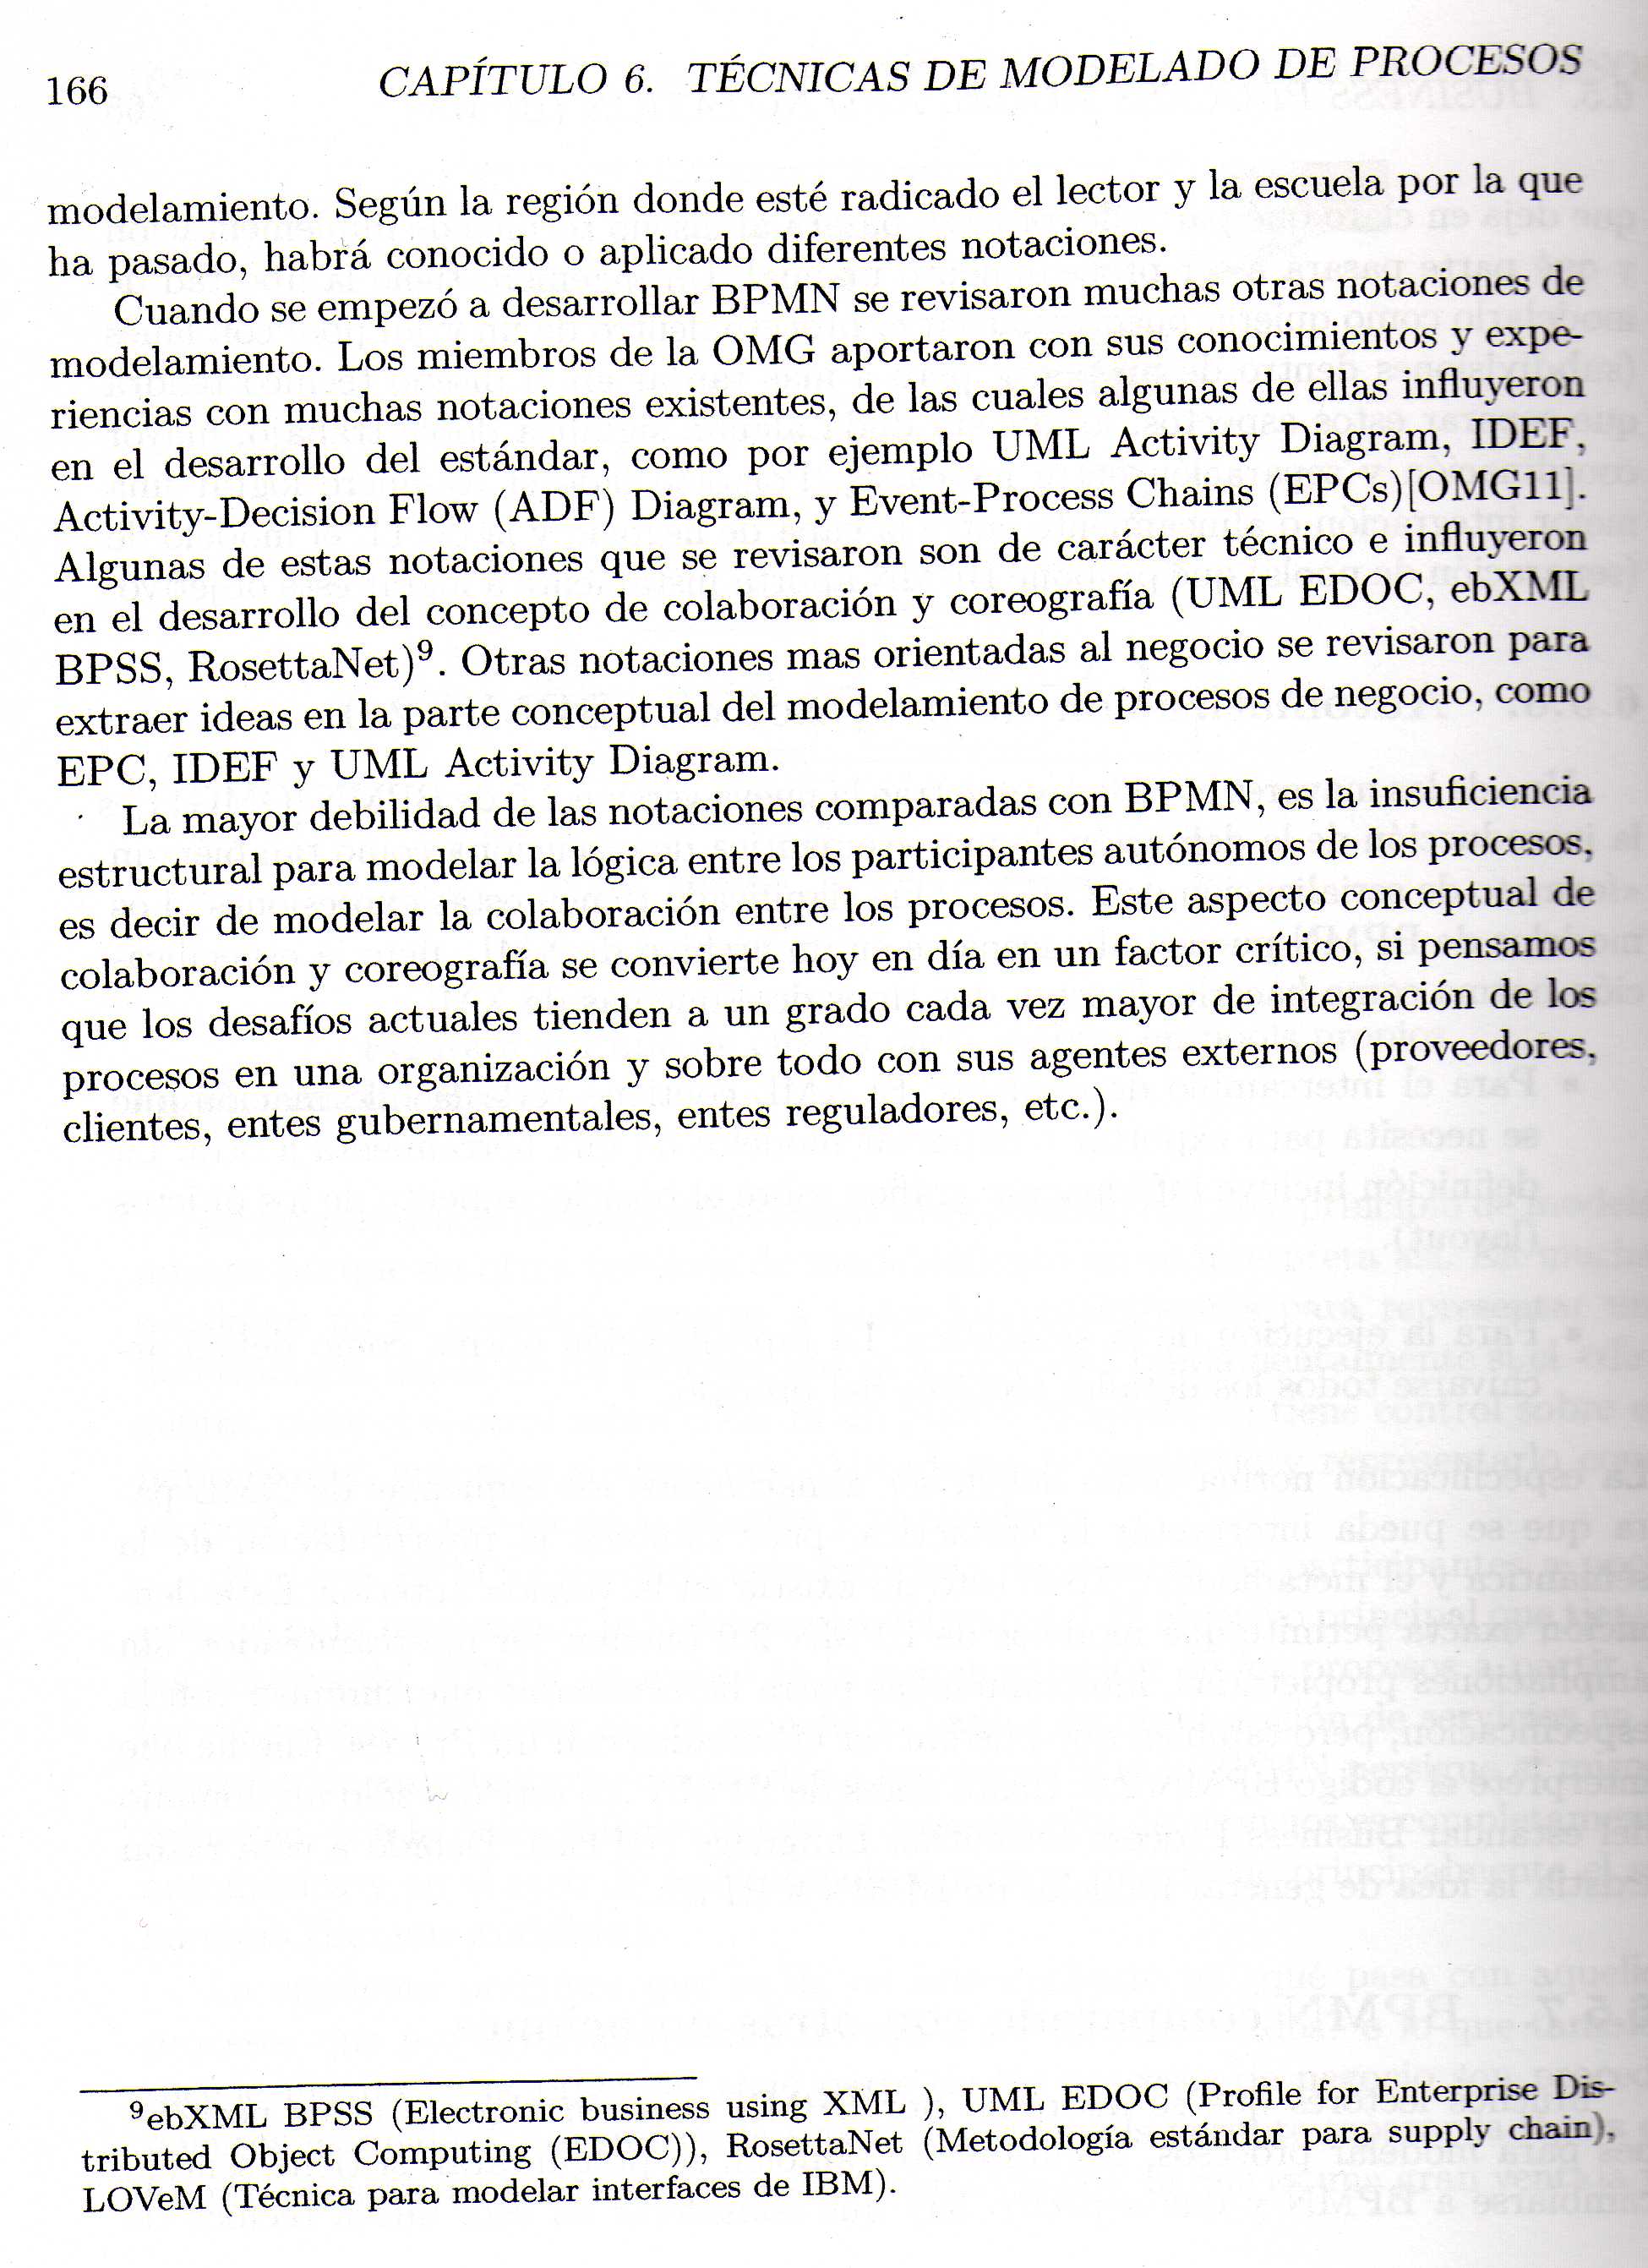 166 CAPÍTULO 6. TÉCNICAS DE MODELADO DE PROCESOS
modelamiento. Según la región donde esté radicado el lector y la escuela por la que
ha pasado, habrá conocido o aplicado diferentes notaciones.
Cuando se empezó a desarrollar BPMN se revisaron muchas otras notaciones de
modelamiento. Los miembros de la OMG aportaron con sus conocimientos y expe-
riencias con muchas notaciones existentes, de las cuales algunas de ellas influyeron
en el desarrollo del estándar, como por ejemplo UML Activity Diagram, IDEF,
Activity-Decision Flow (ADF) Diagram, y Event-Process Chains (EPCs)[OMG11].
Algunas de estas notaciones que se revisaron son de carácter técnico e influyeron
en el desarrollo del concepto de colaboración y coreografía (UML EDOC, ebXML
BPSS, RosettaNet)⁹. Otras notaciones mas orientadas al negocio se revisaron para
extraer ideas en la parte conceptual del modelamiento de procesos de negocio, como
EPC, IDEF y UML Activity Diagram.
La mayor debilidad de las notaciones comparadas con BPMN, es la insuficiencia
estructural para modelar la lógica entre los participantes autónomos de los procesos,
es decir de modelar la colaboración entre los procesos. Este aspecto conceptual de
colaboración y coreografía se convierte hoy en día en un factor crítico, si pensamos
que los desafíos actuales tienden a un grado cada vez mayor de integración de los
procesos en una organización y sobre todo con sus agentes externos (proveedores,
clientes, entes gubernamentales, entes reguladores, etc.).
⁹ebXML BPSS (Electronic business using XML ), UML EDOC (Profile for Enterprise Dis-
tributed Object Computing (EDOC)), RosettaNet (Metodología estándar para supply chain),
LOVeM (Técnica para modelar interfaces de IBM).